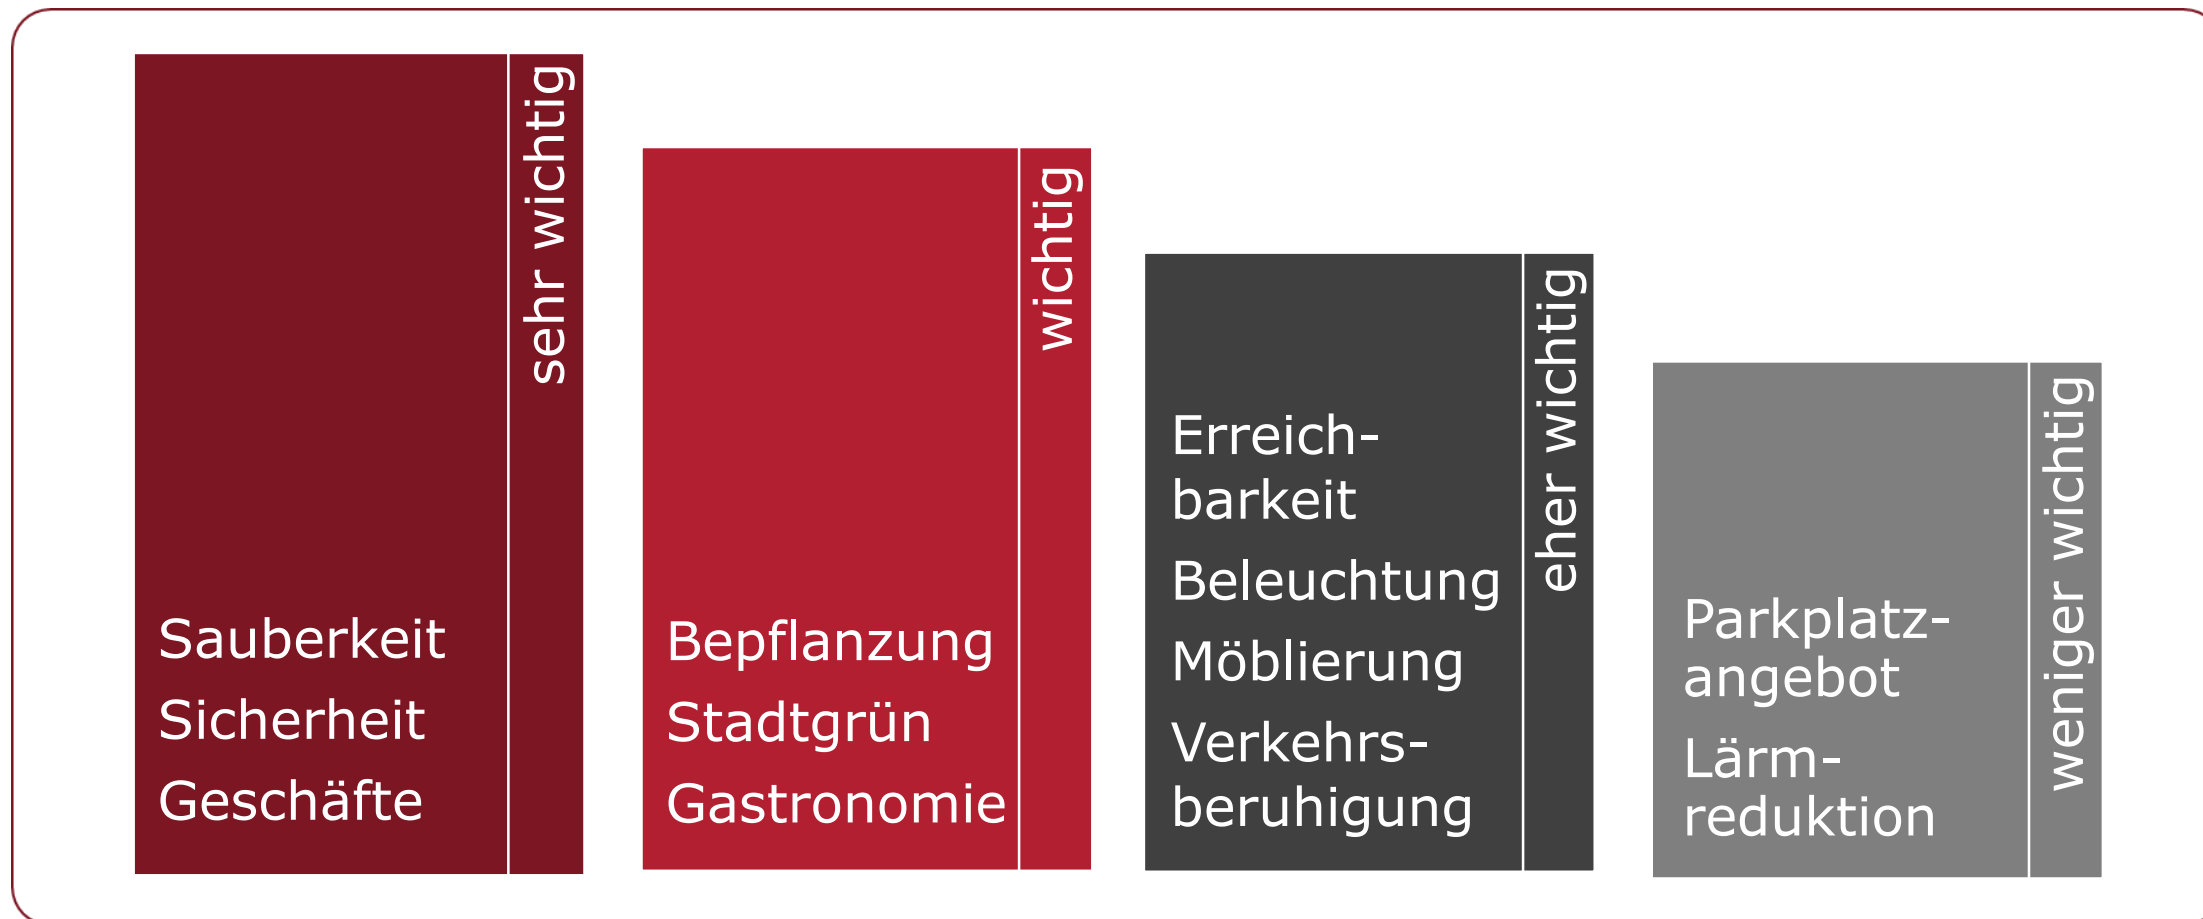 sehr wichtig
Sauberkeit
Sicherheit
Geschäfte
wichtig
Bepflanzung
Stadtgrün
Gastronomie
eher wichtig
Erreich-
barkeit
Beleuchtung
Möblierung
Verkehrs-
beruhigung
weniger wichtig
Parkplatz-
angebot
Lärm-
reduktion